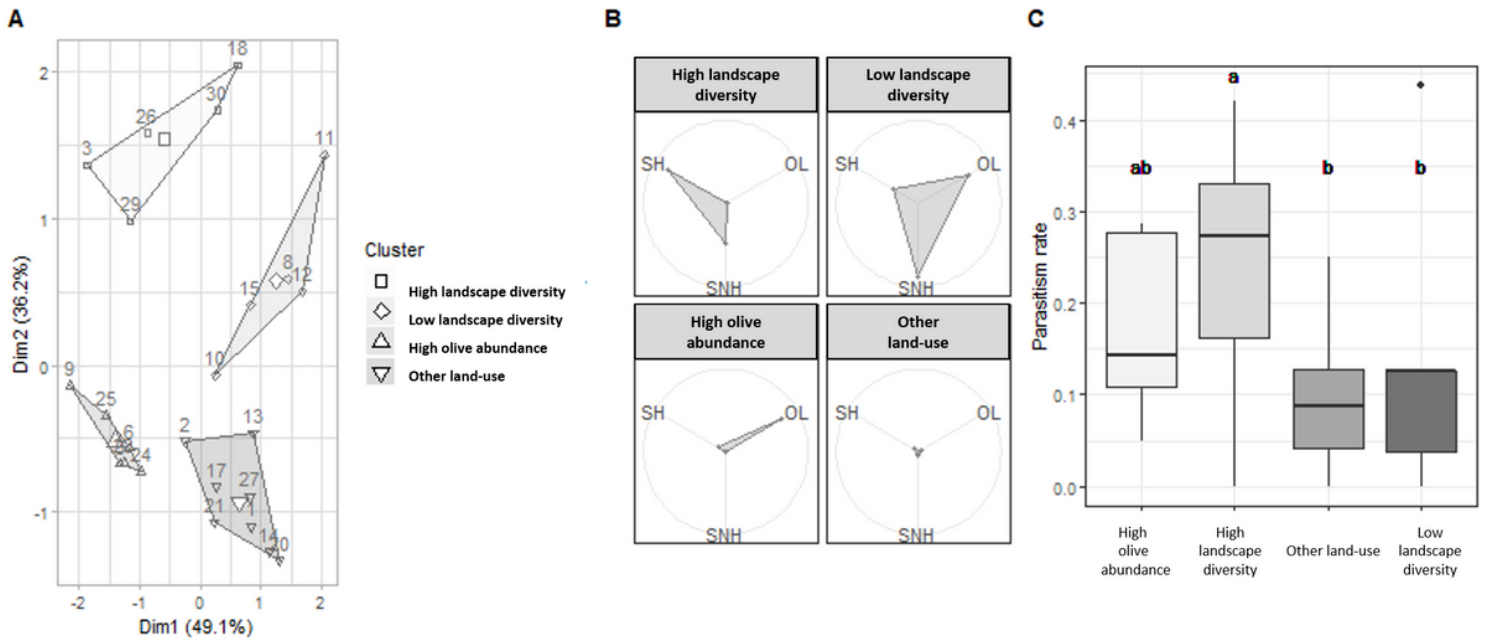 A
18
2
30
26
11
3
29
1
8
12
15
10
0
9
25
6
24
2
13
17
27
21
1
14
20
-1
-2
-1
0
1
2
Dim1 (49.1%)
Dim2 (36.2%)
Cluster
High landscape diversity
Low landscape diversity
High olive abundance
Other land-use
B
High landscape
diversity
SH
OL
SNH
Low landscape
diversity
SH
OL
SNH
High olive
abundance
SH
OL
SNH
Other
land-use
SH
OL
SNH
C
Parasitism rate
0.4
0.3
0.2
0.1
0.0
ab
a
b
b
High
olive
abundance
High
landscape
diversity
Other land-use
Low
landscape
diversity